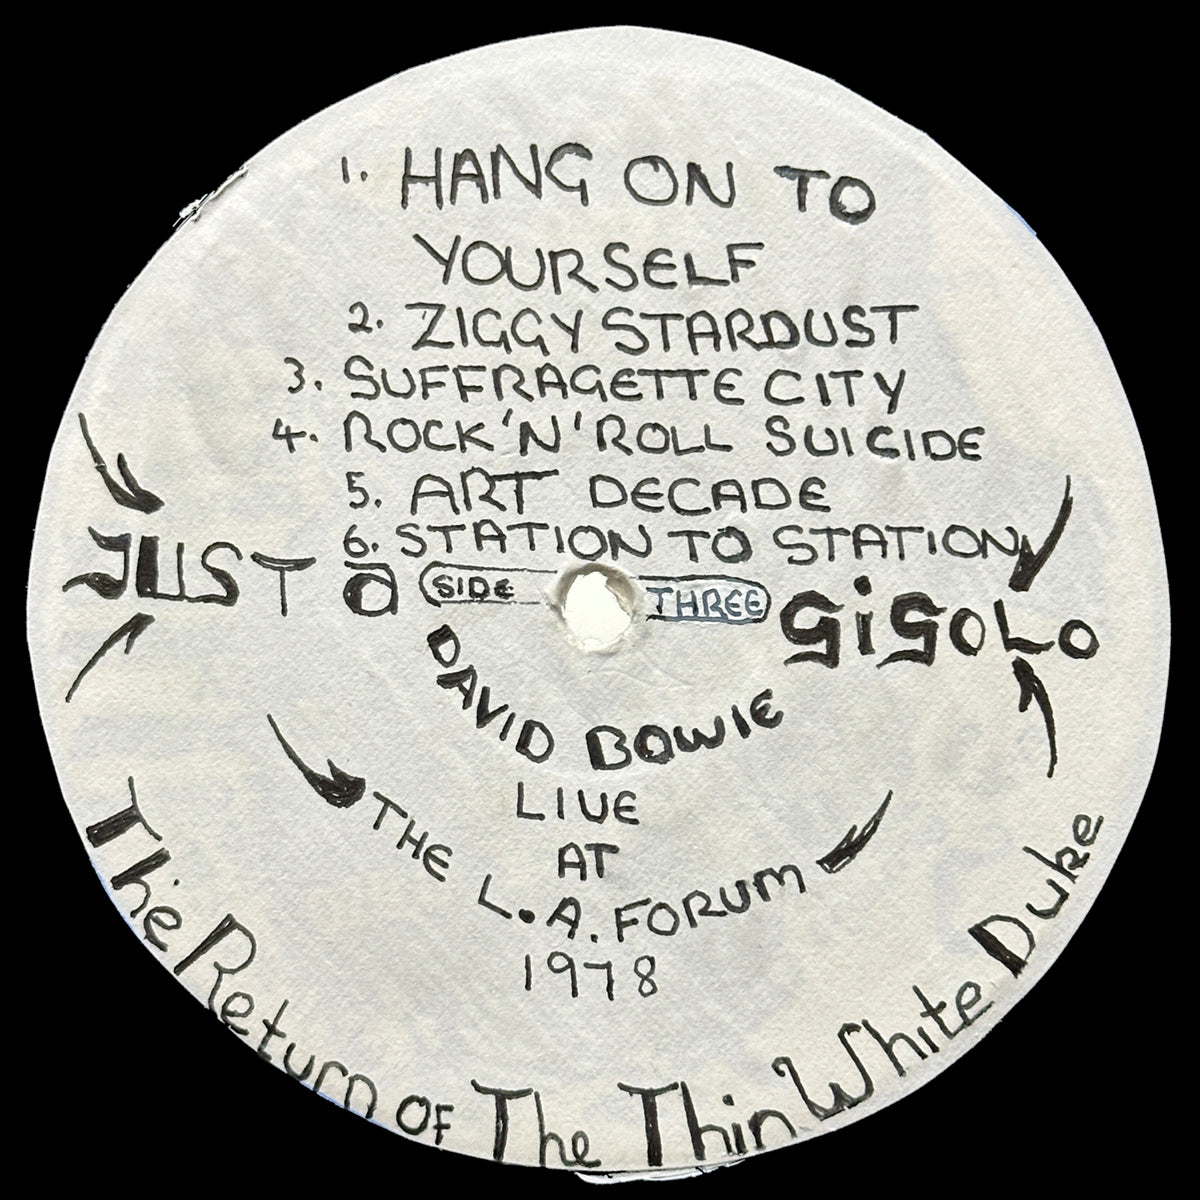 1. HANG ON TO
YOURSELF
2. ZIGGY STARDUST
3. SUFFRAGETTE CITY
4. ROCK'N'ROLL SUICIDE
5. ART DECADE
6. STATION TO STATION
JUST a GiGoLo
SIDE THREE
DAVID BOWIE
LIVE
AT
THE L.A. FORUM
1978
The Return OF The Thin White Duke